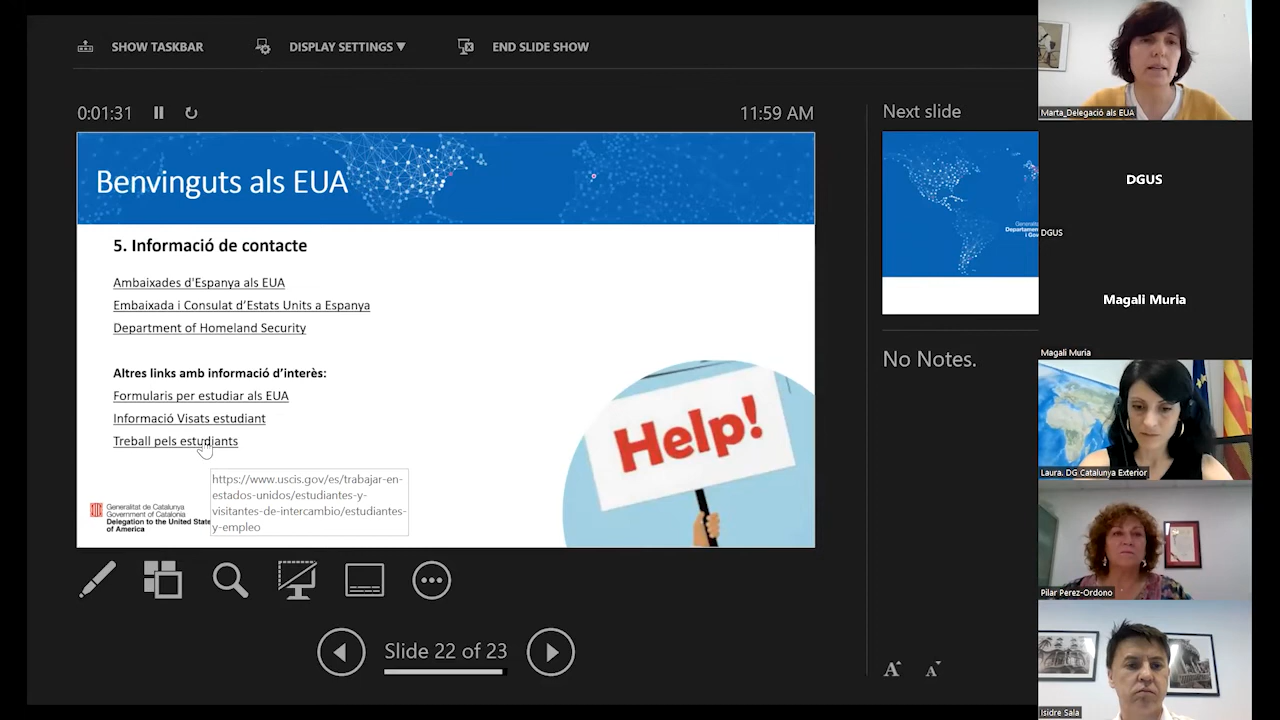 SHOW TASKBAR
DISPLAY SETTINGS ▼
END SLIDE SHOW
0:01:31
11:59 AM
Benvinguts als EUA
5. Informació de contacte
Ambaixades d'Espanya als EUA
Embaixada i Consulat d’Estats Units a Espanya
Department of Homeland Security
Altres links amb informació d’interès:
Formularis per estudiar als EUA
Informació Visats estudiant
Treball pels estudiants
https://www.uscis.gov/es/trabajar-en-
estados-unidos/estudiantes-y-
visitantes-de-intercambio/estudiantes-
y-empleo
Generalitat de Catalunya
Government of Catalonia
Delegation to the United State
of America
Help!
Slide 22 of 23
Next slide
Generalitat
Departamen
i Gov
No Notes.
A
A
Marta_Delegació als EUA
DGUS
DGUS
Magali Muria
Magali Muria
Laura. DG Catalunya Exterior
Pilar Perez-Ordono
Isidre Sala